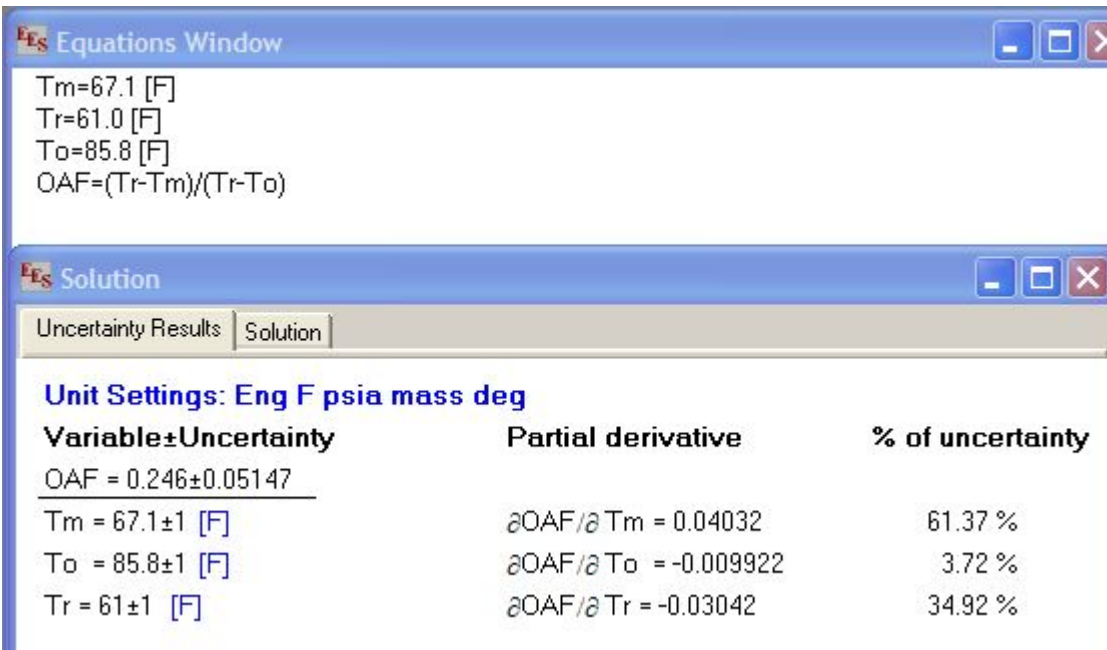 EES Equations Window
Tm=67.1 [F]
Tr=61.0 [F]
To=85.8 [F]
OAF=(Tr-Tm)/(Tr-To)
EES Solution
Uncertainty Results Solution
Unit Settings: Eng F psia mass deg
Variable±Uncertainty Partial derivative % of uncertainty
OAF = 0.246±0.05147
Tm = 67.1±1 [F] ∂OAF/∂ Tm = 0.04032 61.37 %
To = 85.8±1 [F] ∂OAF/∂ To = -0.009922 3.72 %
Tr = 61±1 [F] ∂OAF/∂ Tr = -0.03042 34.92 %